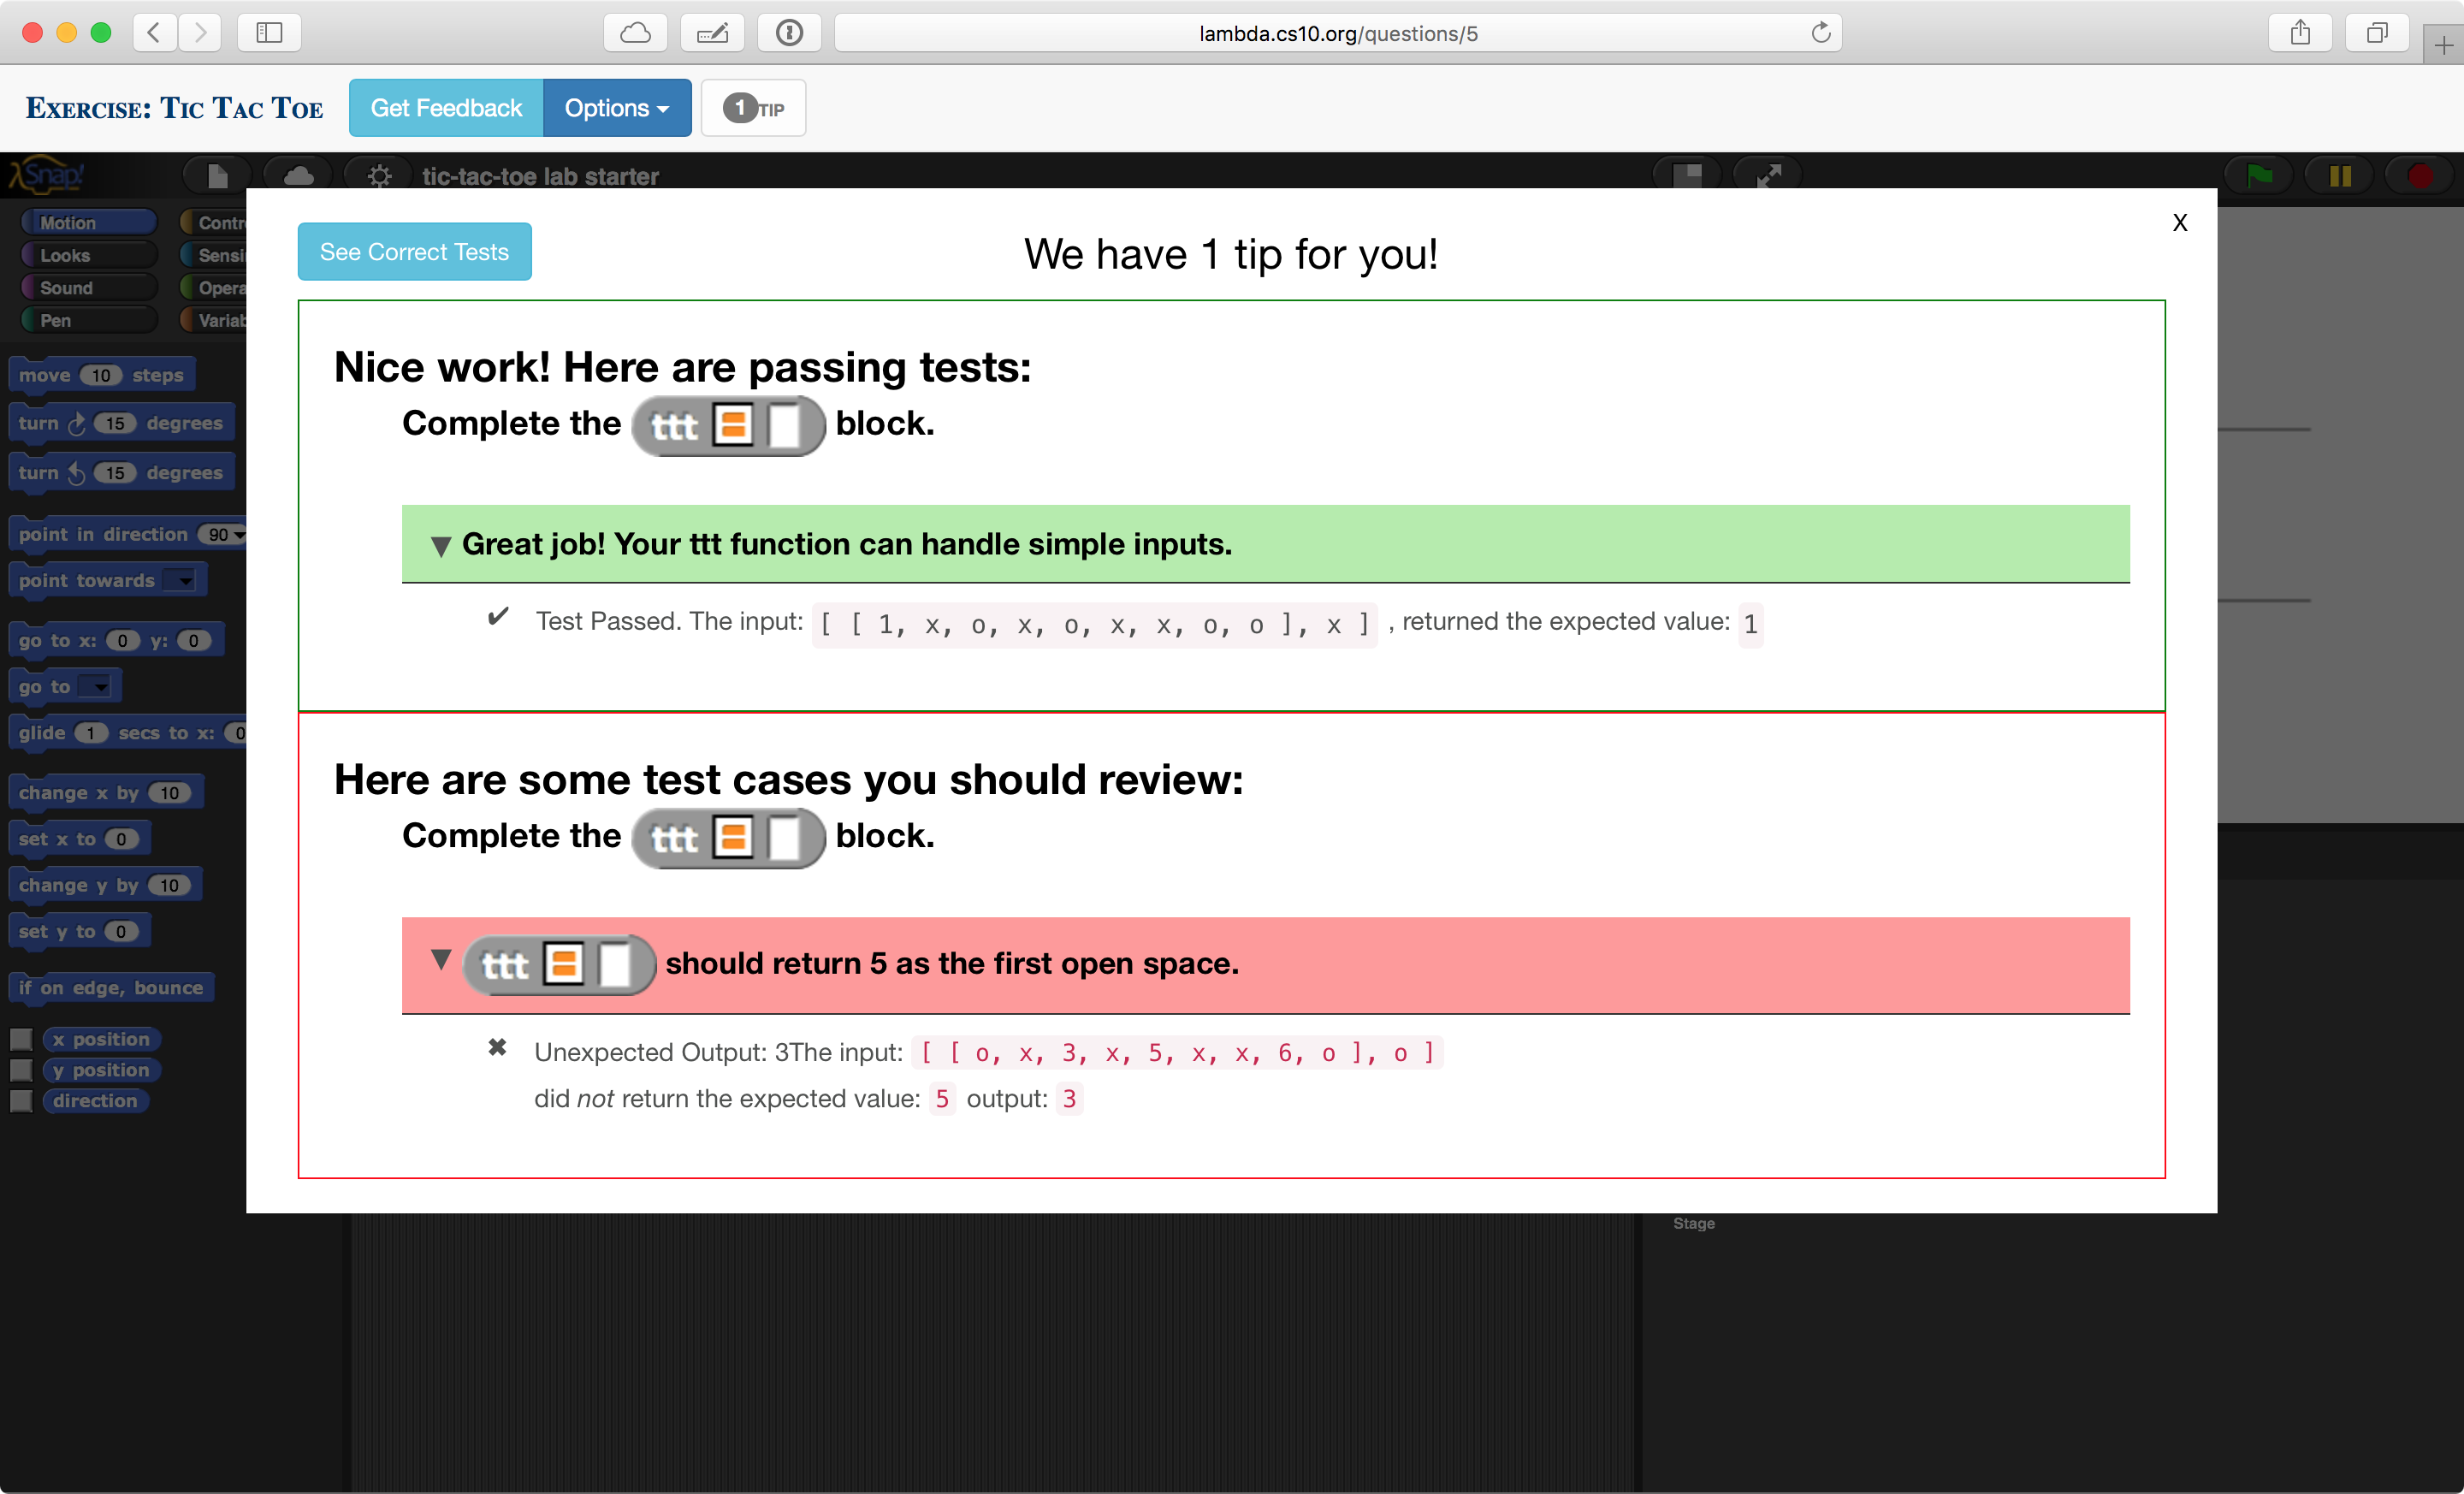 lambda.cs10.org/questions/5
EXERCISE: TIC TAC TOE
Get Feedback
Options
1 TIP
λSnap!
tic-tac-toe lab starter
Motion
Contr
Looks
Sensi
Sound
Opera
Pen
Variab
move 10 steps
turn 15 degrees
turn 15 degrees
point in direction 90
point towards
go to x: 0 y: 0
go to
glide 1 secs to x: 0
change x by 10
set x to 0
change y by 10
set y to 0
if on edge, bounce
x position
y position
direction
See Correct Tests
We have 1 tip for you!
X
Nice work! Here are passing tests:
Complete the ttt block.
▼ Great job! Your ttt function can handle simple inputs.
✔ Test Passed. The input: [ [ 1, x, o, x, o, x, x, o, o ], x ] , returned the expected value: 1
Here are some test cases you should review:
Complete the ttt block.
▼ ttt should return 5 as the first open space.
✖ Unexpected Output: 3The input: [ [ o, x, 3, x, 5, x, x, 6, o ], o ]
did not return the expected value: 5 output: 3
Stage